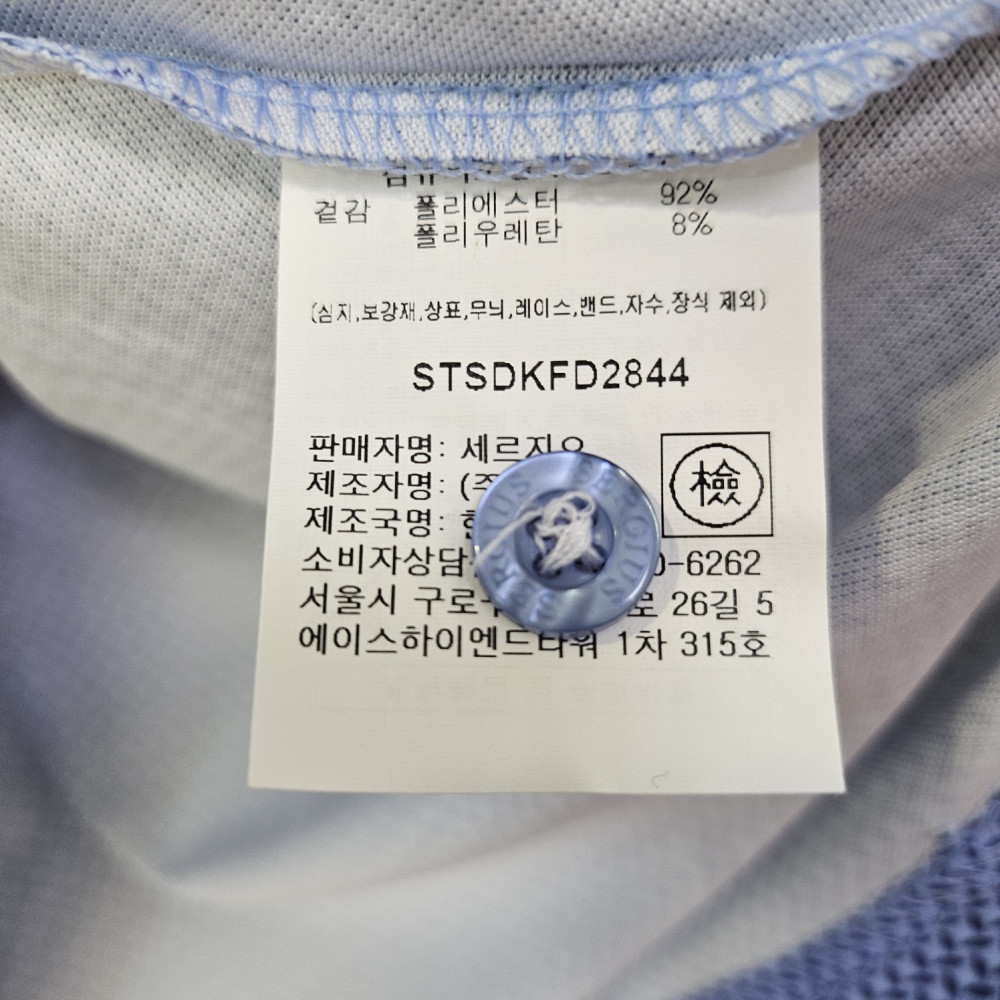 겉감 폴리에스터 92%
폴리우레탄 8%
(심지,보강재,상표,무늬,레이스,밴드,자수,장식 제외)
STSDKFD2844
판매자명: 세르지오
檢
제조자명: (주
제조국명:
소비자상담 0-6262
서울시 구로구 로 26길 5
에이스하이엔드타워 1차 315호
SERGIUS
SERGIUS